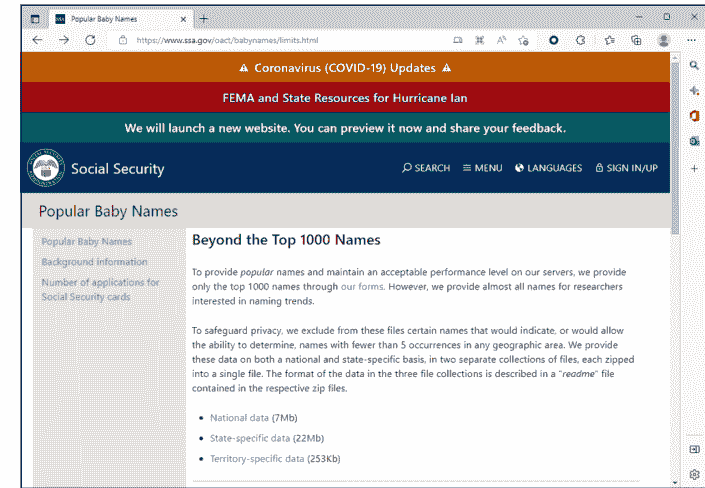 Popular Baby Names
https://www.ssa.gov/oact/babynames/limits.html
Coronavirus (COVID-19) Updates
FEMA and State Resources for Hurricane Ian
We will launch a new website. You can preview it now and share your feedback.
Social Security
SEARCH MENU LANGUAGES SIGN IN/UP
Popular Baby Names
Popular Baby Names
Background information
Number of applications for
Social Security cards
Beyond the Top 1000 Names
To provide popular names and maintain an acceptable performance level on our servers, we provide
only the top 1000 names through our forms. However, we provide almost all names for researchers
interested in naming trends.
To safeguard privacy, we exclude from these files certain names that would indicate, or would allow
the ability to determine, names with fewer than 5 occurrences in any geographic area. We provide
these data on both a national and state-specific basis, in two separate collections of files, each zipped
into a single file. The format of the data in the three file collections is described in a "readme" file
contained in the respective zip files.
• National data (7Mb)
• State-specific data (22Mb)
• Territory-specific data (253Kb)